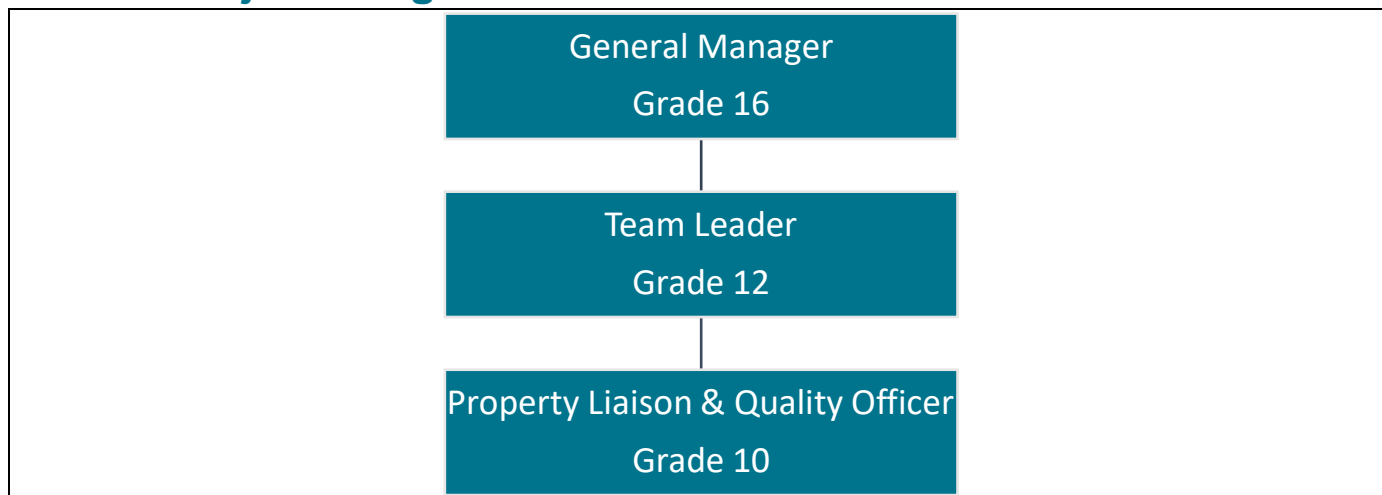 General Manager
Grade 16
Team Leader
Grade 12
Property Liaison & Quality Officer
Grade 10